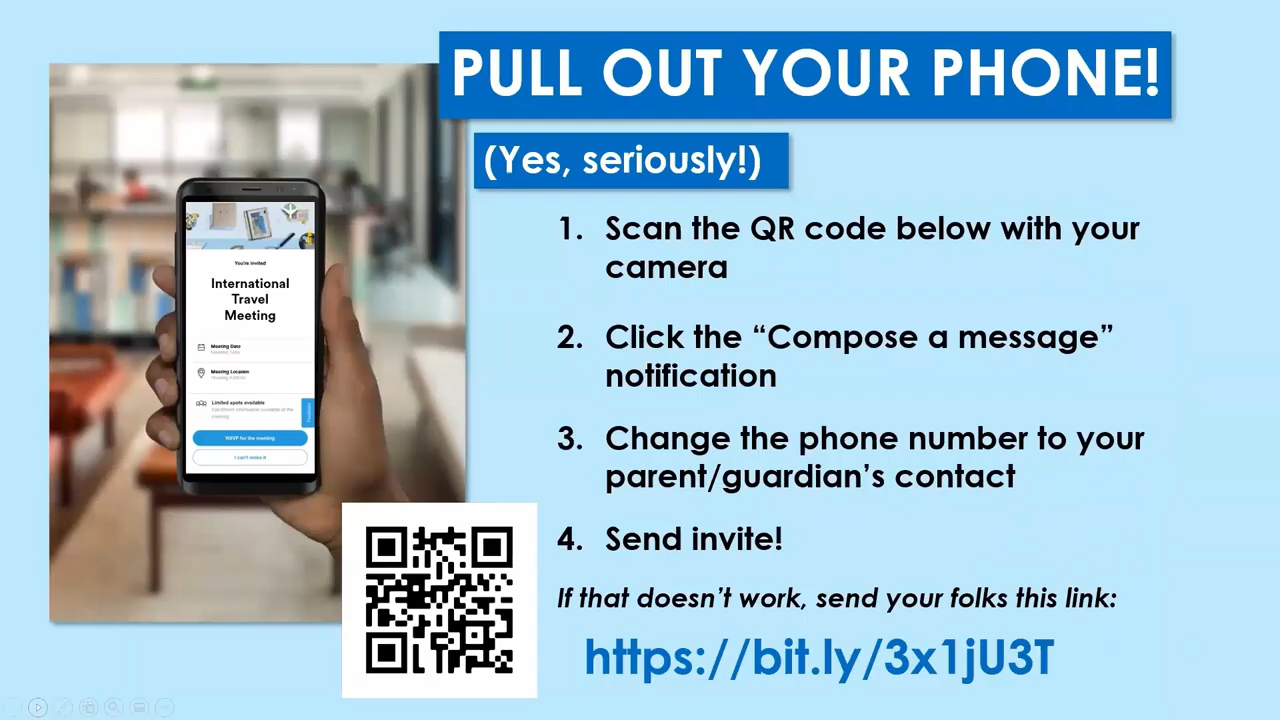 PULL OUT YOUR PHONE!
(Yes, seriously!)
1. Scan the QR code below with your
camera
2. Click the “Compose a message”
notification
3. Change the phone number to your
parent/guardian’s contact
4. Send invite!
If that doesn’t work, send your folks this link:
https://bit.ly/3x1jU3T
You're invited
International
Travel
Meeting
Meeting Date
Meeting Time
Meeting Location
Limited spots available
meeting.
RSVP for the meeting
I can't make it